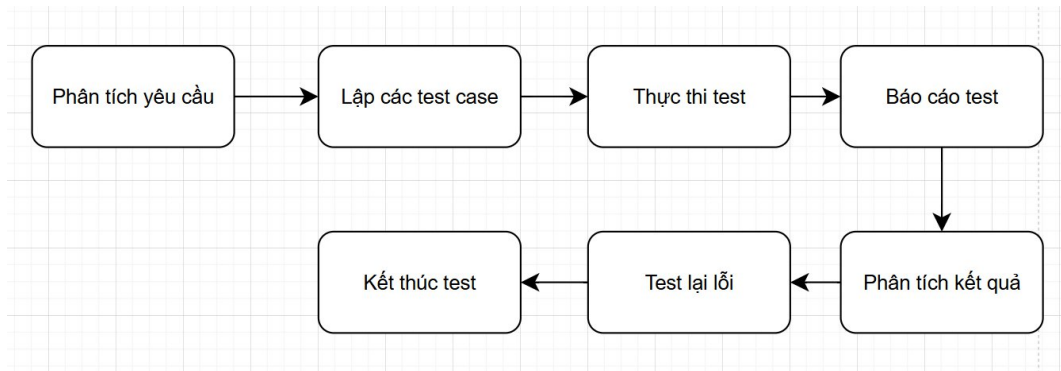 Phân tích yêu cầu
Lập các test case
Thực thi test
Báo cáo test
Kết thúc test
Test lại lỗi
Phân tích kết quả